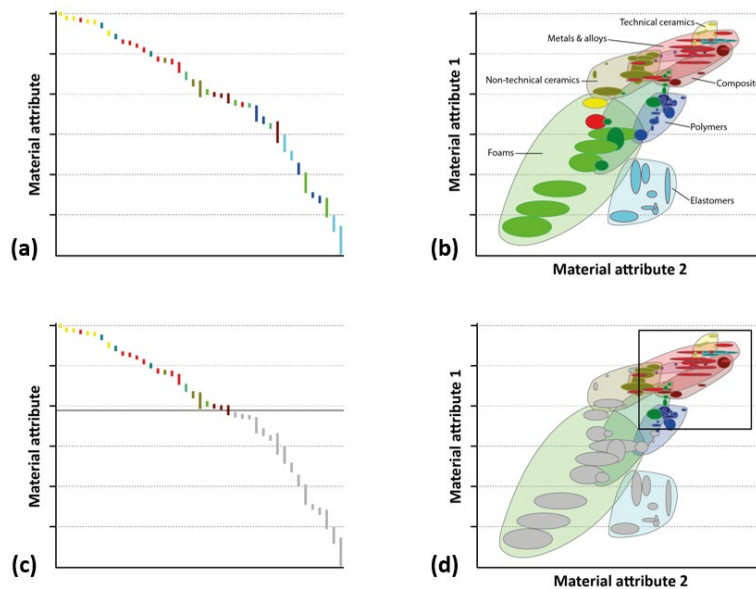 Material attribute
(a)
Material attribute 1
Technical ceramics
Metals & alloys
Non-technical ceramics
Composite
Polymers
Foams
Elastomers
(b)
Material attribute 2
Material attribute
(c)
Material attribute 1
(d)
Material attribute 2